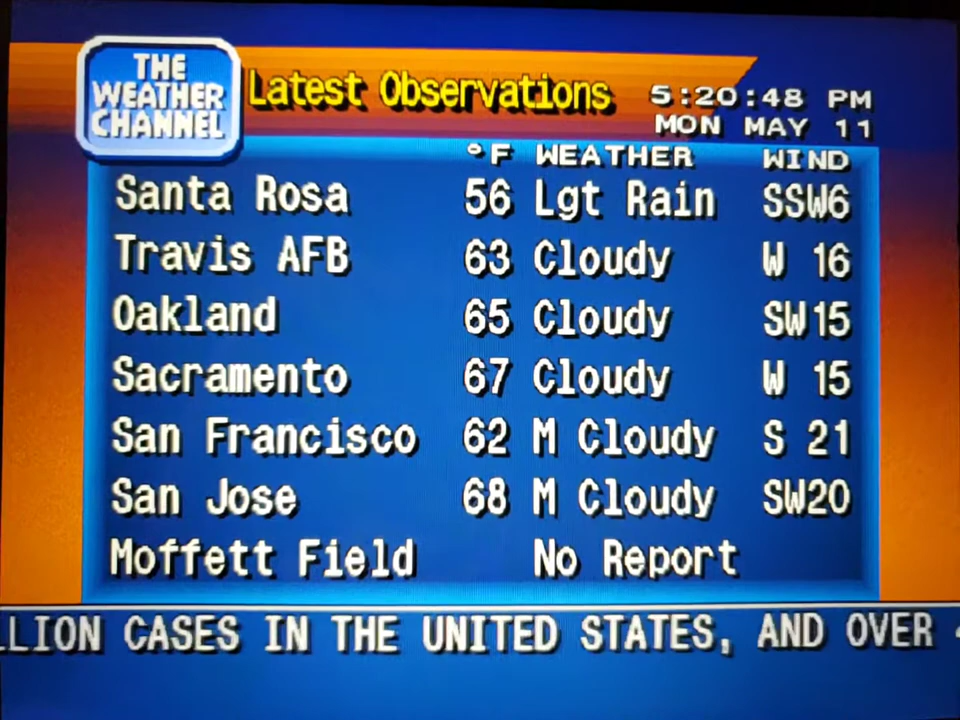 THE
WEATHER
CHANNEL
Latest Observations
5:20:48 PM
MON MAY 11
°F WEATHER WIND
Santa Rosa 56 Lgt Rain SSW6
Travis AFB 63 Cloudy W 16
Oakland 65 Cloudy SW15
Sacramento 67 Cloudy W 15
San Francisco 62 M Cloudy S 21
San Jose 68 M Cloudy SW20
Moffett Field No Report
CASES IN THE UNITED STATES, AND OVER